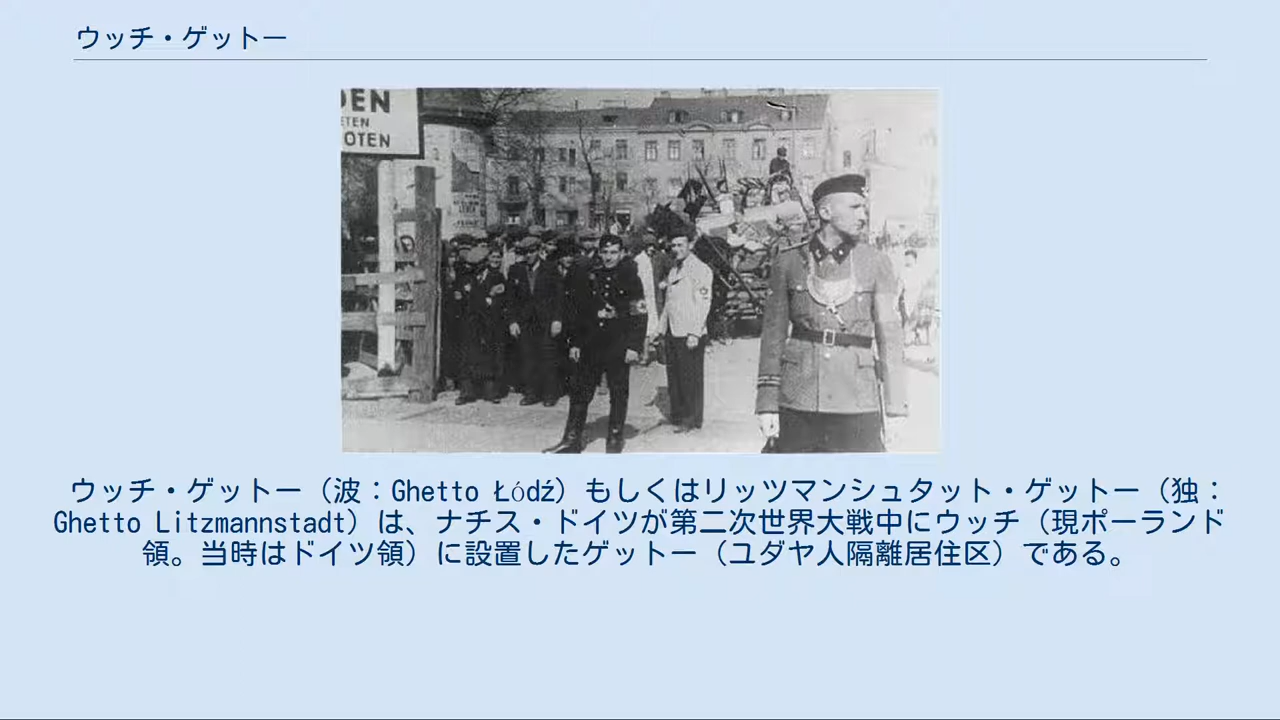 ウッチ・ゲットー
DEN
ETEN
OTEN
ウッチ・ゲットー（波：Ghetto Łódź）もしくはリッツマンシュタット・ゲットー（独：
Ghetto Litzmannstadt）は、ナチス・ドイツが第二次世界大戦中にウッチ（現ポーランド
領。当時はドイツ領）に設置したゲットー（ユダヤ人隔離居住区）である。